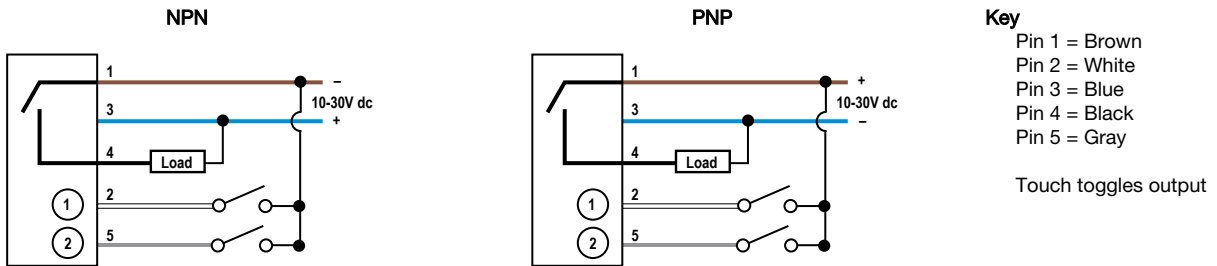 NPN
1
–
10-30V dc
3
+
4
Load
1
2
2
5
PNP
1
+
10-30V dc
3
–
4
Load
1
2
2
5
Key
Pin 1 = Brown
Pin 2 = White
Pin 3 = Blue
Pin 4 = Black
Pin 5 = Gray
Touch toggles output